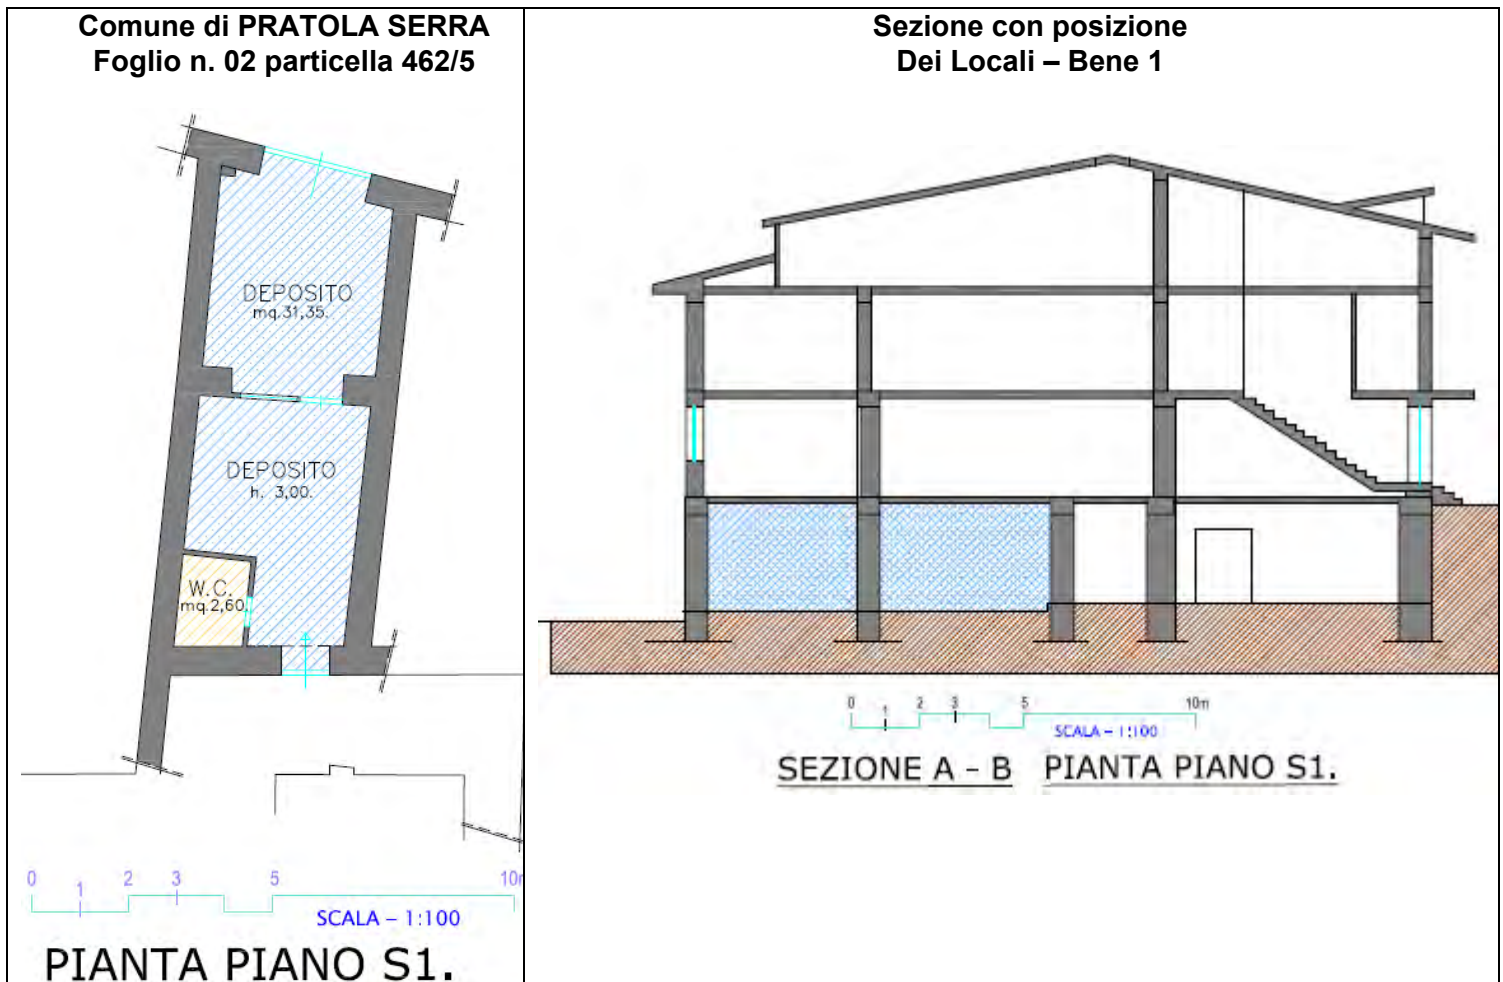 Comune di PRATOLA SERRA
Foglio n. 02 particella 462/5
DEPOSITO
mq.31,35.
DEPOSITO
h. 3,00.
W.C.
mq.2,60.
0 1 2 3 5 10m
SCALA – 1:100
PIANTA PIANO S1.
Sezione con posizione
Dei Locali – Bene 1
0 1 2 3 5 10m
SCALA – 1:100
SEZIONE A - B PIANTA PIANO S1.